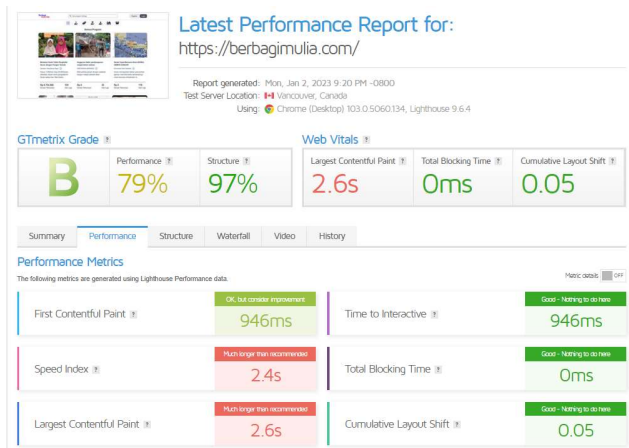 Latest Performance Report for:
https://berbagimulia.com/
Report generated: Mon, Jan 2, 2023 9:20 PM -0800
Test Server Location: Vancouver, Canada
Using: Chrome (Desktop) 103.0.5060.134, Lighthouse 9.6.4
GTmetrix Grade ?
Web Vitals ?
B
Performance ?
79%
Structure ?
97%
Largest Contentful Paint ?
2.6s
Total Blocking Time ?
0ms
Cumulative Layout Shift ?
0.05
Summary Performance Structure Waterfall Video History
Performance Metrics
The following metrics are generated using Lighthouse Performance data.
Metric details OFF
First Contentful Paint ?
OK, but consider improvement
946ms
Time to Interactive ?
Good - Nothing to do here
946ms
Speed Index ?
Much longer than recommended
2.4s
Total Blocking Time ?
Good - Nothing to do here
0ms
Largest Contentful Paint ?
Much longer than recommended
2.6s
Cumulative Layout Shift ?
Good - Nothing to do here
0.05